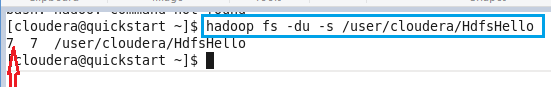 [cloudera@quickstart ~]$ hadoop fs -du -s /user/cloudera/HdfsHello
7 7 /user/cloudera/HdfsHello
[cloudera@quickstart ~]$